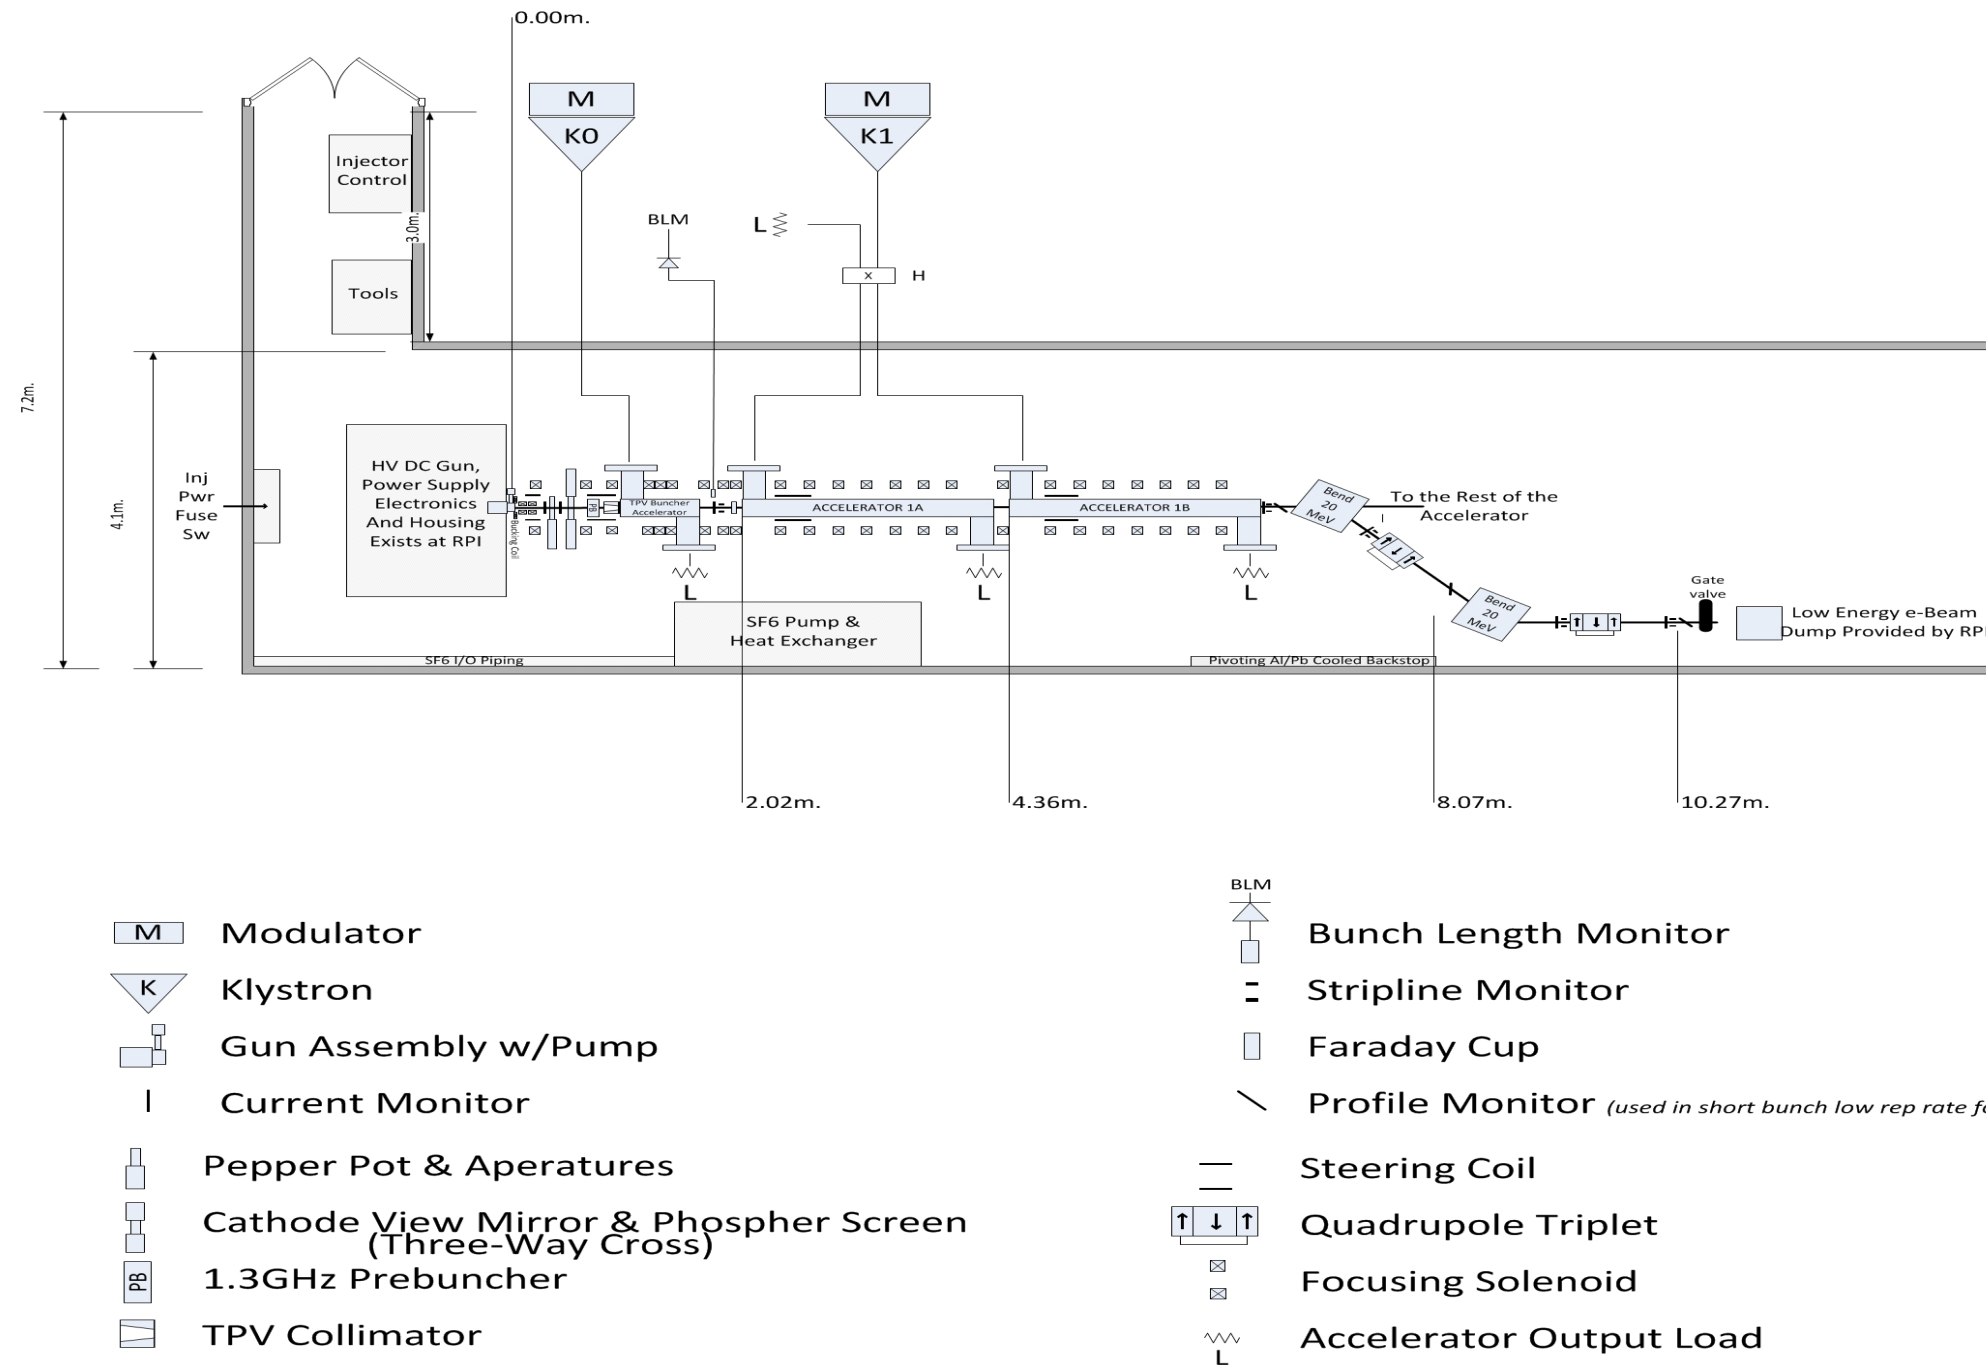 0.00m.
M
K0
M
K1
Injector
Control
3.0m.
BLM
L
x
H
Tools
7.2m.
4.1m.
Inj
Pwr
Fuse
Sw
HV DC Gun,
Power Supply
Electronics
And Housing
Exists at RPI
Bucking Coil
PB
TPV Buncher
Accelerator
ACCELERATOR 1A
ACCELERATOR 1B
Bend
20
MeV
To the Rest of the
Accelerator
L
L
L
Bend
20
MeV
Gate
valve
Low Energy e-Beam
Dump Provided by RPI
SF6 Pump &
Heat Exchanger
SF6 I/O Piping
Pivoting Al/Pb Cooled Backstop
2.02m.
4.36m.
8.07m.
10.27m.
M Modulator
K Klystron
Gun Assembly w/Pump
Current Monitor
Pepper Pot & Aperatures
Cathode View Mirror & Phospher Screen
(Three-Way Cross)
PB 1.3GHz Prebuncher
TPV Collimator
BLM
Bunch Length Monitor
Stripline Monitor
Faraday Cup
Profile Monitor (used in short bunch low rep rate
Steering Coil
Quadrupole Triplet
Focusing Solenoid
Accelerator Output Load
L